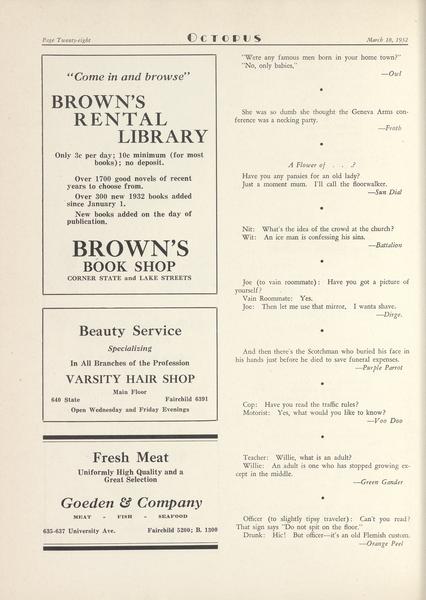 Page Twenty-eight
OCTOPUS
March 18, 1932
"Come in and browse"
BROWN'S
RENTAL
LIBRARY
Only 3c per day; 10c minimum (for most
books); no deposit.
Over 1700 good novels of recent
years to choose from.
Over 300 new 1932 books added
since January 1.
New books added on the day of
publication.
BROWN'S
BOOK SHOP
CORNER STATE and LAKE STREETS
Beauty Service
Specializing
In All Branches of the Profession
VARSITY HAIR SHOP
Main Floor
640 State Fairchild 6391
Open Wednesday and Friday Evenings
Fresh Meat
Uniformly High Quality and a
Great Selection
Goeden & Company
MEAT - FISH - SEAFOOD
635-637 University Ave. Fairchild 5200; B. 1300
"Were any famous men born in your home town?"
"No, only babies,"
—Owl
•
She was so dumb she thought the Geneva Arms con-
ference was a necking party.
—Froth
•
A Flower of . . .?
Have you any pansies for an old lady?
Just a moment mum. I'll call the floorwalker.
—Sun Dial
•
Nit: What's the idea of the crowd at the church?
Wit: An ice man is confessing his sins.
—Battalion
•
Joe (to vain roommate): Have you got a picture of
yourself?
Vain Roommate: Yes.
Joe: Then let me use that mirror, I wanta shave.
—Dirge.
•
And then there's the Scotchman who buried his face in
his hands just before he died to save funeral expenses.
—Purple Parrot
•
Cop: Have you read the traffic rules?
Motorist: Yes, what would you like to know?
—Voo Doo
•
Teacher: Willie, what is an adult?
Willie: An adult is one who has stopped growing ex-
cept in the middle.
—Green Gander
•
Officer (to slightly tipsy traveler): Can't you read?
That sign says "Do not spit on the floor."
Drunk: Hic! But officer—it's an old Flemish custom.
—Orange Peel